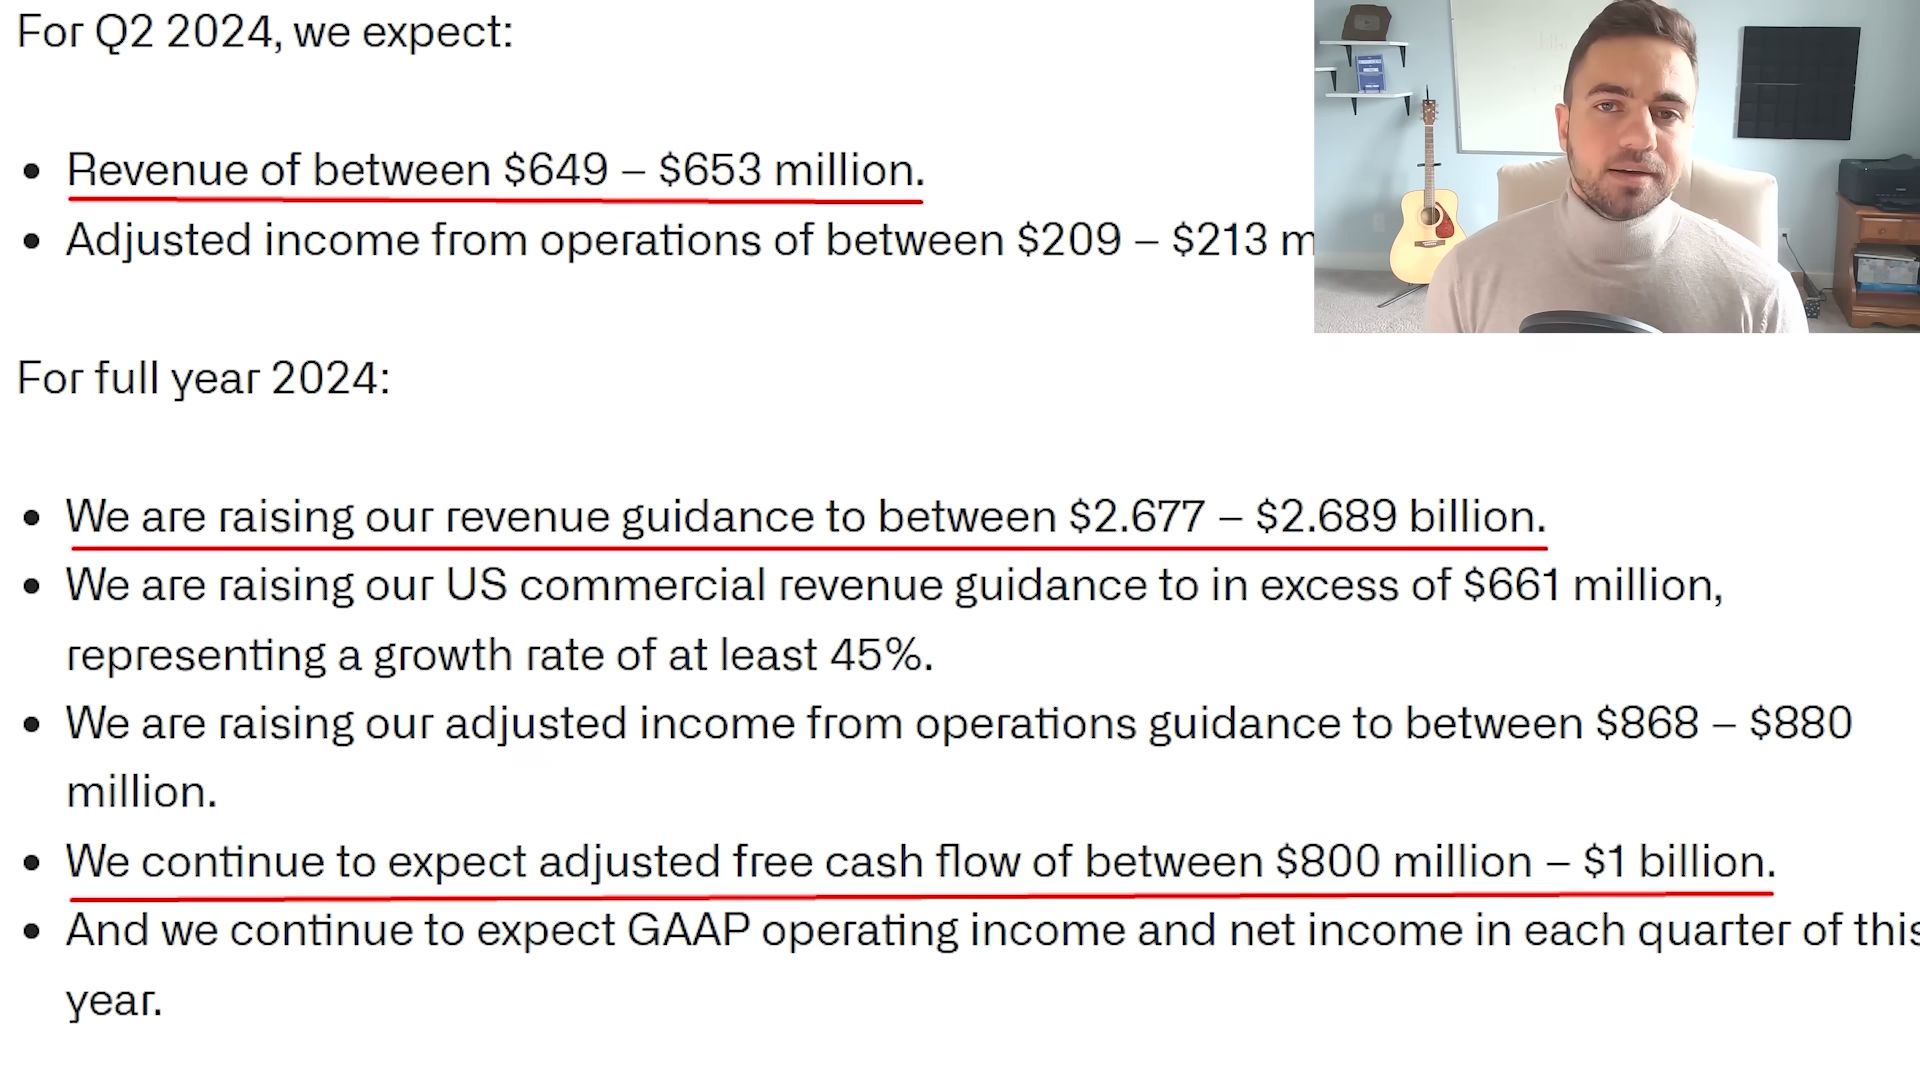 For Q2 2024, we expect:
• Revenue of between $649 – $653 million.
• Adjusted income from operations of between $209 – $213 m
For full year 2024:
• We are raising our revenue guidance to between $2.677 – $2.689 billion.
• We are raising our US commercial revenue guidance to in excess of $661 million,
representing a growth rate of at least 45%.
• We are raising our adjusted income from operations guidance to between $868 – $880
million.
• We continue to expect adjusted free cash flow of between $800 million – $1 billion.
• And we continue to expect GAAP operating income and net income in each quarter of this
year.